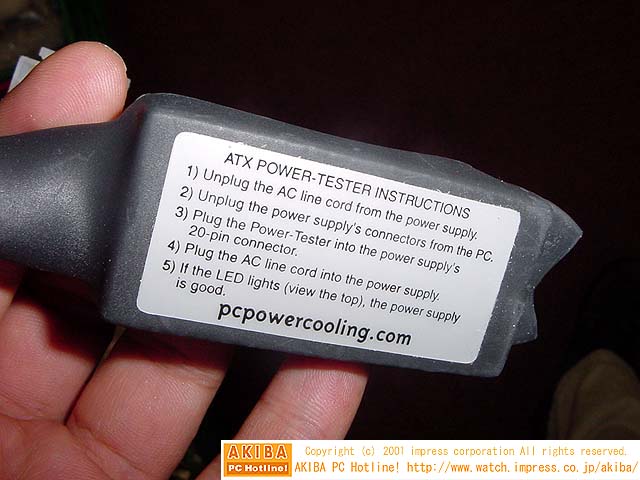 ATX POWER-TESTER INSTRUCTIONS
1) Unplug the AC line cord from the power supply.
2) Unplug the power supply's connectors from the PC.
3) Plug the Power-Tester into the power supply's
20-pin connector.
4) Plug the AC line cord into the power supply.
5) If the LED lights (view the top), the power supply
is good.
pcpowercooling.com
AKIBA
PC Hotline!
Copyright (c) 2001 impress corporation All rights reserved.
AKIBA PC Hotline! http://www.watch.impress.co.jp/akiba/